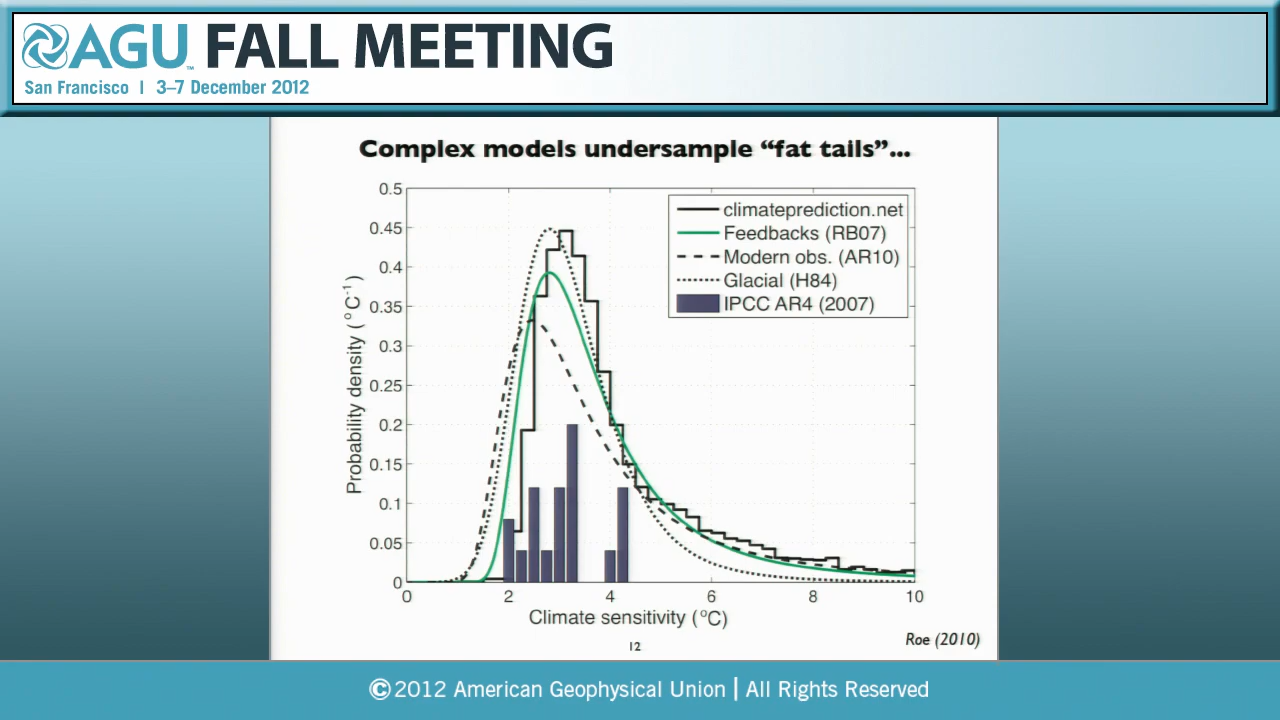 AGU™ FALL MEETING
San Francisco | 3–7 December 2012
Complex models undersample “fat tails”...
climateprediction.net
Feedbacks (RB07)
Modern obs. (AR10)
Glacial (H84)
IPCC AR4 (2007)
Probability density (°C⁻¹)
0.5
0.45
0.4
0.35
0.3
0.25
0.2
0.15
0.1
0.05
0
0 2 4 6 8 10
Climate sensitivity (°C)
Roe (2010)
12
©2012 American Geophysical Union | All Rights Reserved